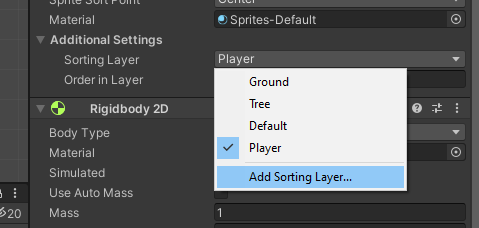 Sprite Sort Point Center
Material Sprites-Default
Additional Settings
Sorting Layer Player
Order in Layer
Ground
Tree
Default
Player
Add Sorting Layer...
Rigidbody 2D
Body Type
Material
Simulated
Use Auto Mass
Mass 1
20